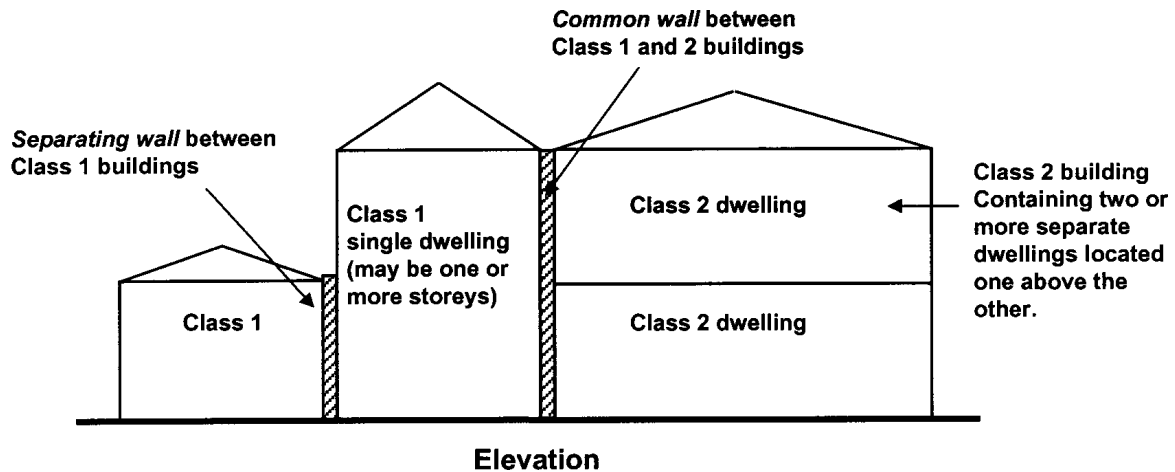 Common wall between
Class 1 and 2 buildings
Separating wall between
Class 1 buildings
Class 1
single dwelling
(may be one or
more storeys)
Class 2 dwelling
Class 2 building
Containing two or
more separate
dwellings located
one above the
other.
Class 1
Class 2 dwelling
Elevation